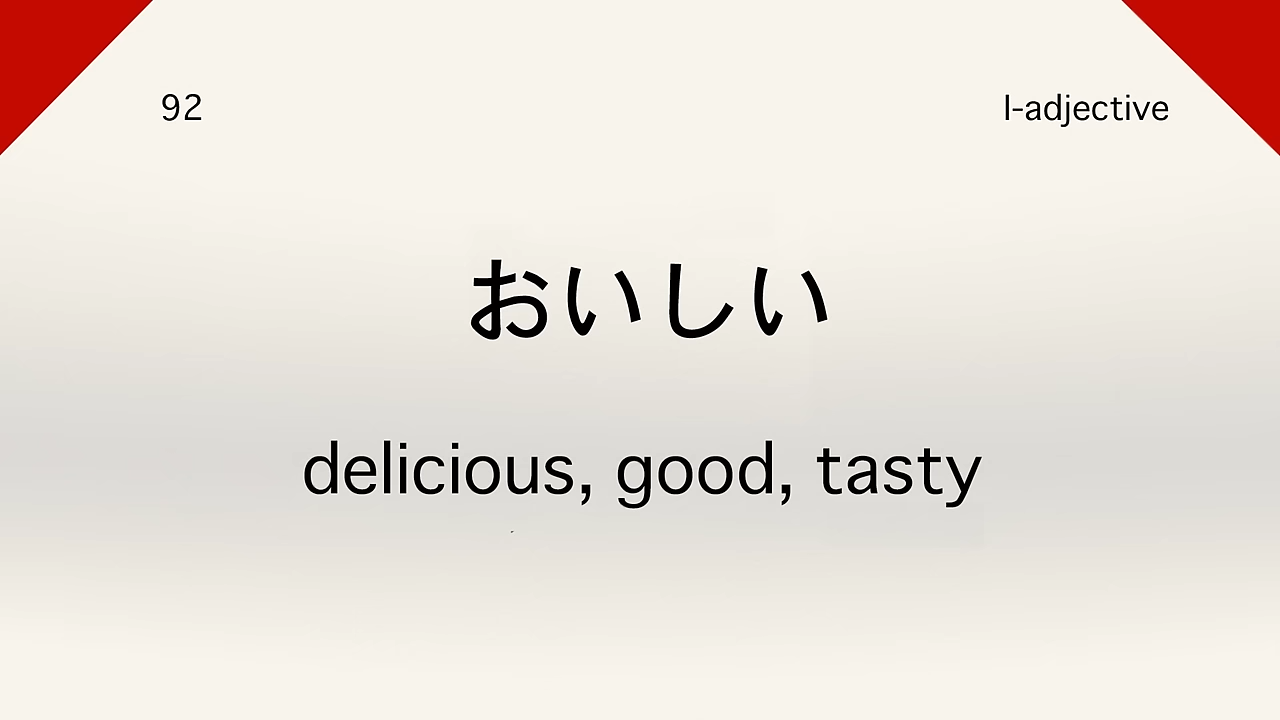 92
I-adjective
おいしい
delicious, good, tasty